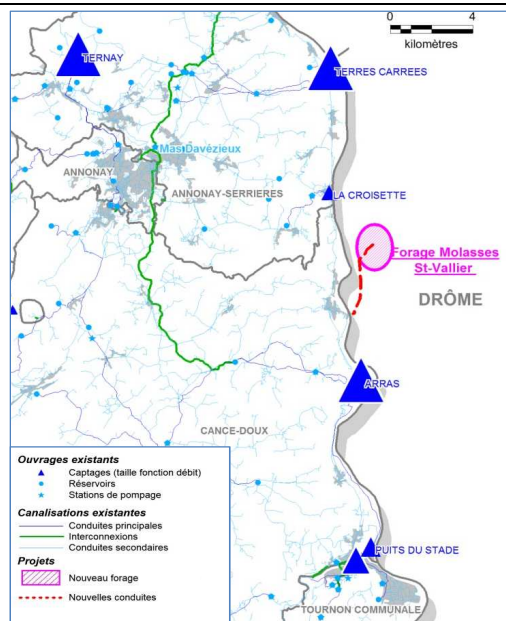 0 4
kilomètres
TERNAY
TERRES CARREES
Mas Davézieux
ANNONAY
ANNONAY-SERRIERES
LA CROISETTE
Forage Molasses
St-Vallier
DRÔME
ARRAS
CANCE-DOUX
PUITS DU STADE
TOURNON COMMUNALE
Ouvrages existants
Captages (taille fonction débit)
Réservoirs
Stations de pompage
Canalisations existantes
Conduites principales
Interconnexions
Conduites secondaires
Projets
Nouveau forage
Nouvelles conduites